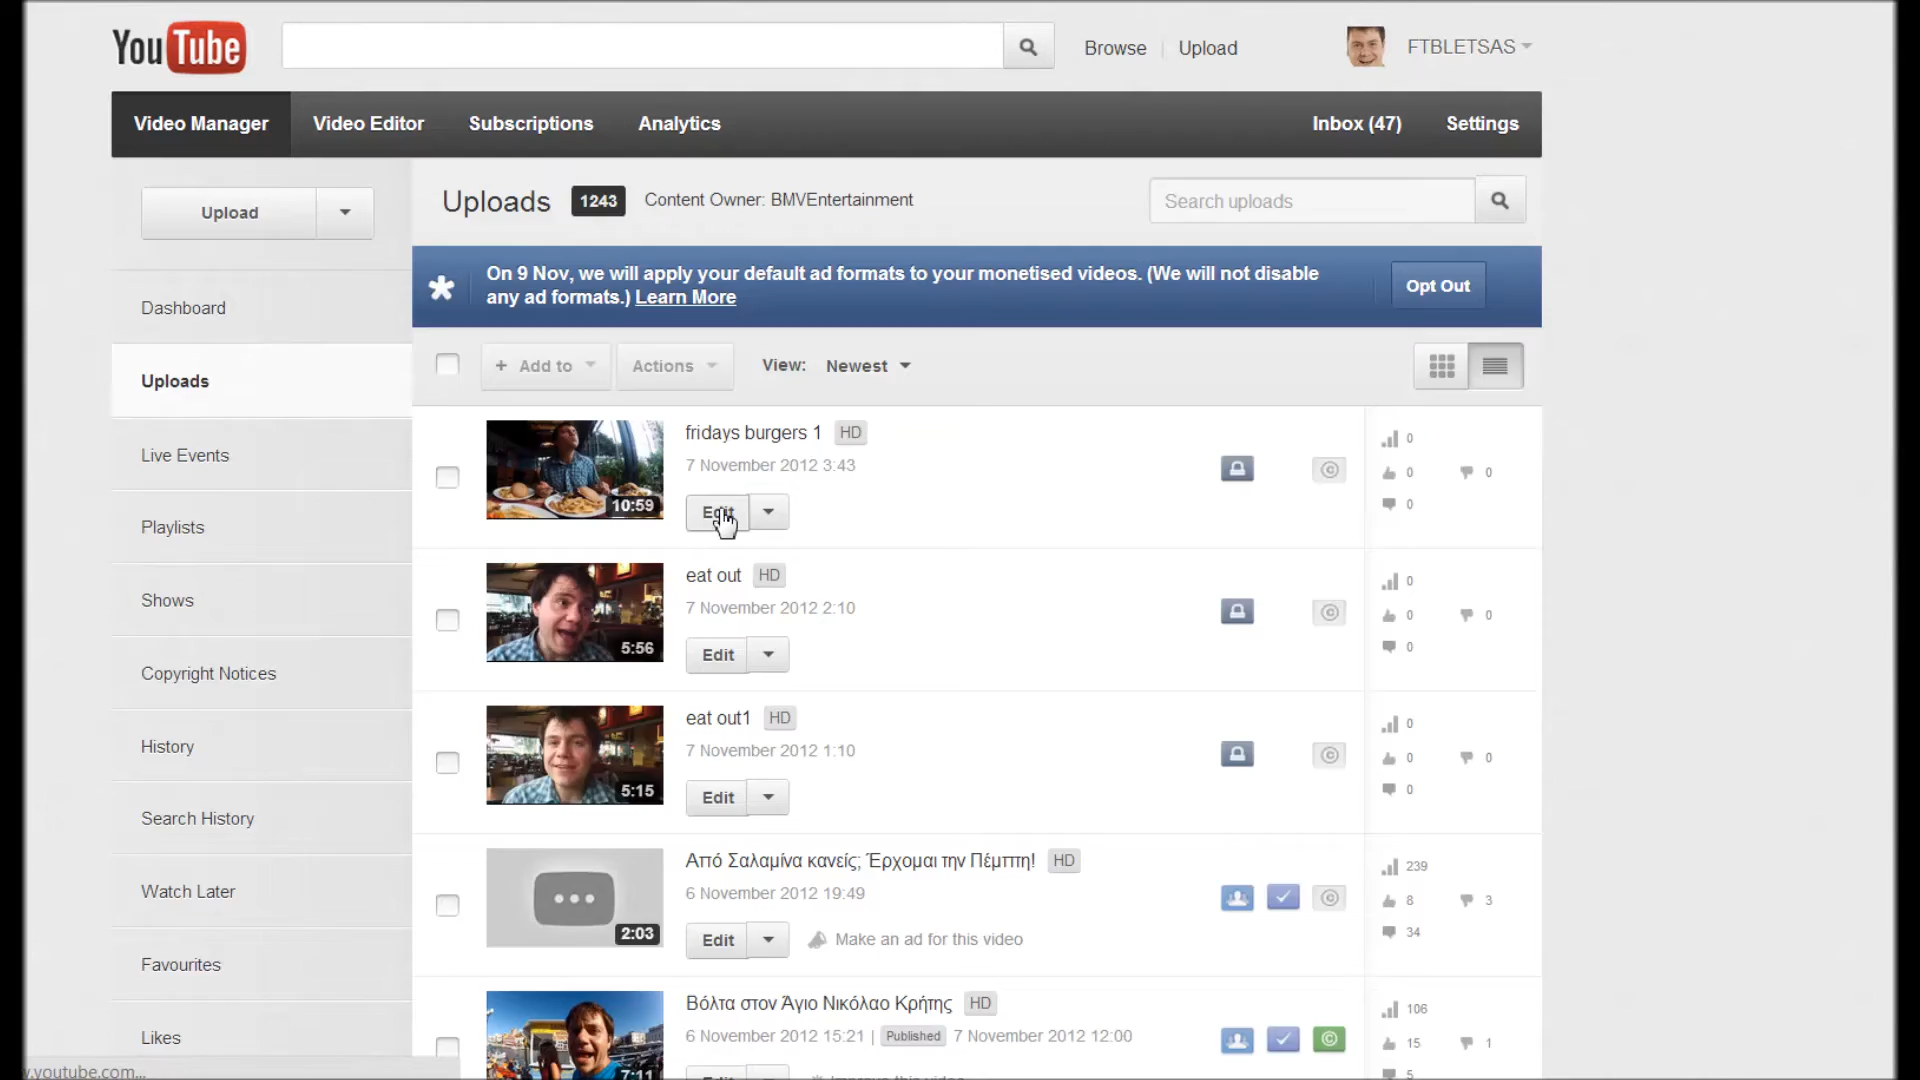 YouTube
Browse
Upload
FTBLETSAS
Video Manager
Video Editor
Subscriptions
Analytics
Inbox (47)
Settings
Upload
Uploads 1243 Content Owner: BMVEntertainment
Search uploads
On 9 Nov, we will apply your default ad formats to your monetised videos. (We will not disable
any ad formats.) Learn More
Opt Out
Dashboard
Uploads
Live Events
Playlists
Shows
Copyright Notices
History
Search History
Watch Later
Favourites
Likes
+ Add to
Actions
View: Newest
fridays burgers 1 HD
7 November 2012 3:43
10:59
Edit
0
0 0
0
eat out HD
7 November 2012 2:10
5:56
Edit
0
0 0
0
eat out1 HD
7 November 2012 1:10
5:15
Edit
0
0 0
0
Από Σαλαμίνα κανείς; Έρχομαι την Πέμπτη! HD
6 November 2012 19:49
2:03
Edit
Make an ad for this video
239
8 3
34
Βόλτα στον Άγιο Νικόλαο Κρήτης HD
6 November 2012 15:21 | Published 7 November 2012 12:00
7:11
106
15 1
5
youtube.com...